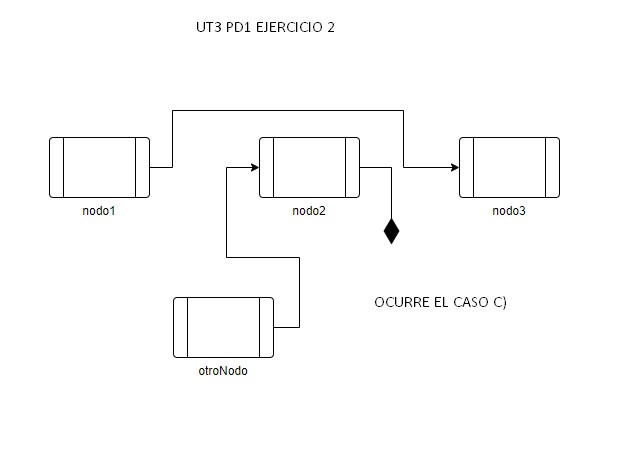 UT3 PD1 EJERCICIO 2
nodo1
nodo2
nodo3
OCURRE EL CASO C)
otroNodo